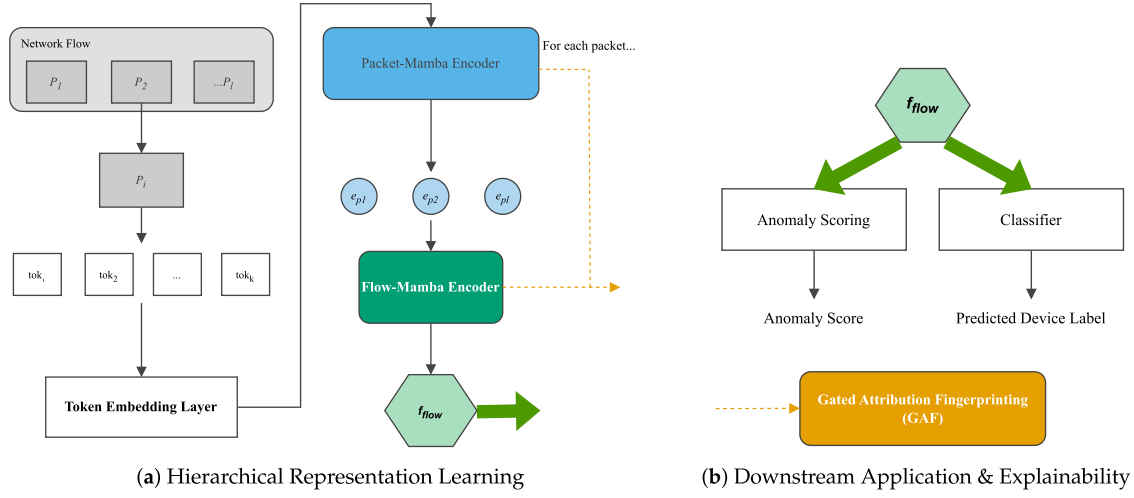 Network Flow
P1
P2
...Pl
Pi
tok1
tok2
...
tokk
Token Embedding Layer
Packet-Mamba Encoder
For each packet...
ep1
ep2
epl
Flow-Mamba Encoder
fflow
(a) Hierarchical Representation Learning
fflow
Anomaly Scoring
Classifier
Anomaly Score
Predicted Device Label
Gated Attribution Fingerprinting
(GAF)
(b) Downstream Application & Explainability